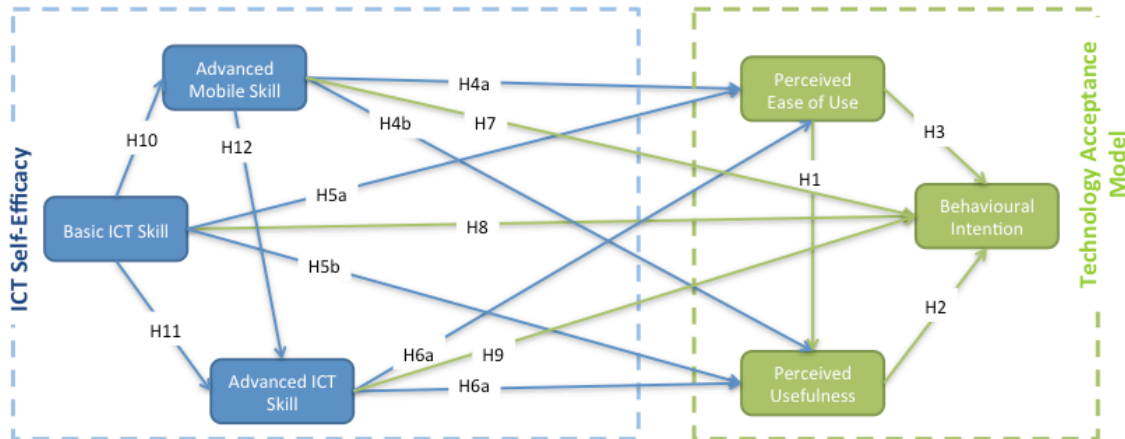 ICT Self-Efficacy
Advanced
Mobile Skill
Basic ICT Skill
Advanced ICT
Skill
H10
H12
H11
H4a
H4b
H7
H5a
H8
H5b
H6a
H9
H6a
Perceived
Ease of Use
H3
H1
Behavioural
Intention
H2
Perceived
Usefulness
Technology Acceptance
Model